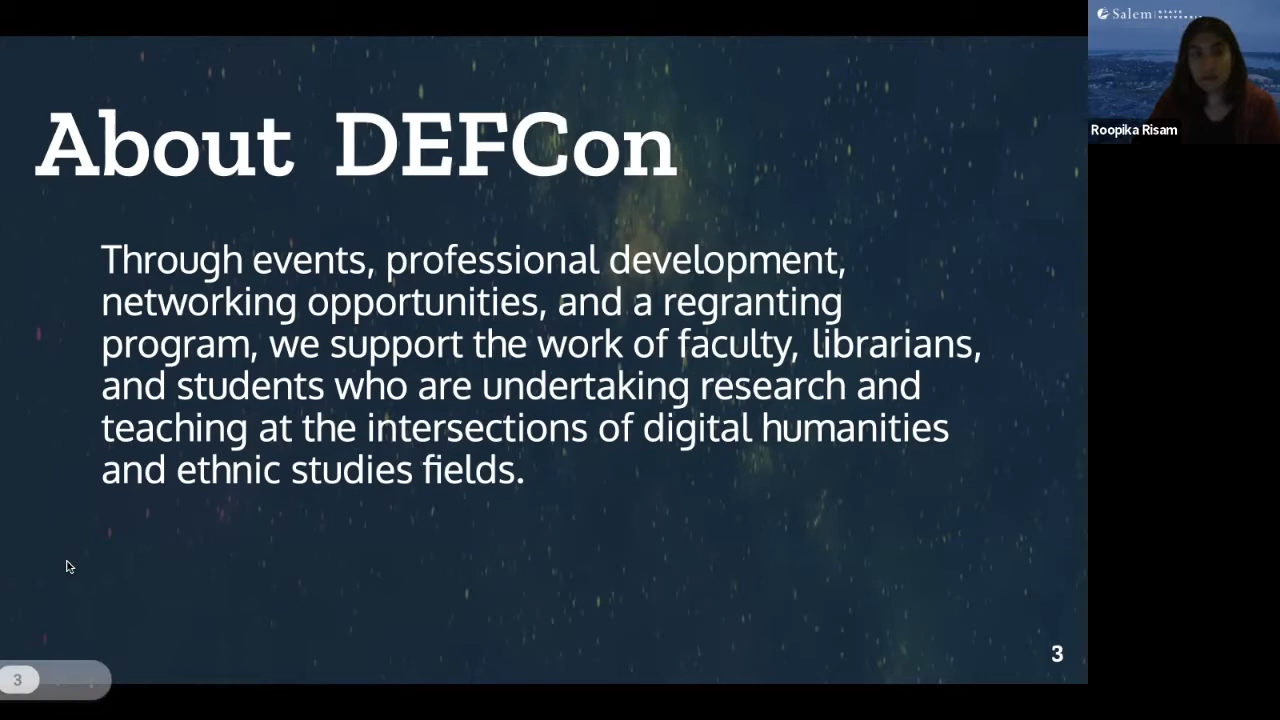 About DEFCon
Through events, professional development,
networking opportunities, and a regranting
program, we support the work of faculty, librarians,
and students who are undertaking research and
teaching at the intersections of digital humanities
and ethnic studies fields.
3
3
Salem STATE
Roopika Risam